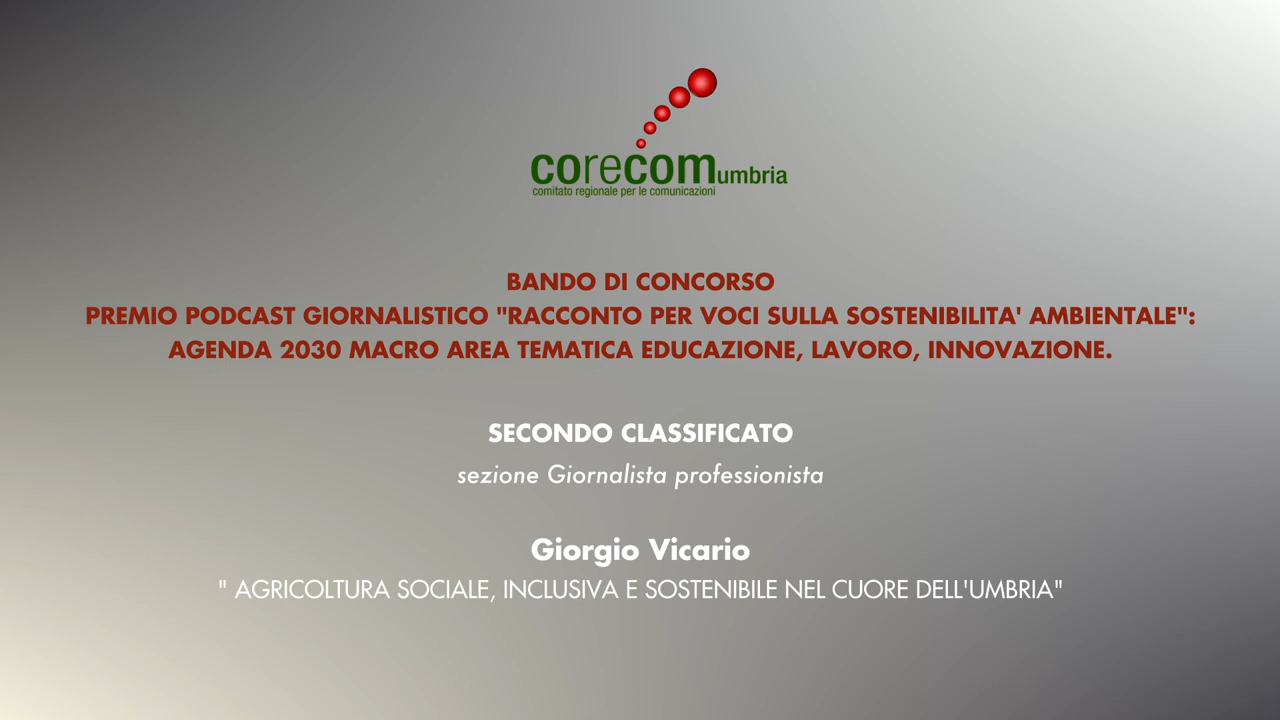 corecomumbria
comitato regionale per le comunicazioni
BANDO DI CONCORSO
PREMIO PODCAST GIORNALISTICO "RACCONTO PER VOCI SULLA SOSTENIBILITA' AMBIENTALE":
AGENDA 2030 MACRO AREA TEMATICA EDUCAZIONE, LAVORO, INNOVAZIONE.
SECONDO CLASSIFICATO
sezione Giornalista professionista
Giorgio Vicario
" AGRICOLTURA SOCIALE, INCLUSIVA E SOSTENIBILE NEL CUORE DELL'UMBRIA"